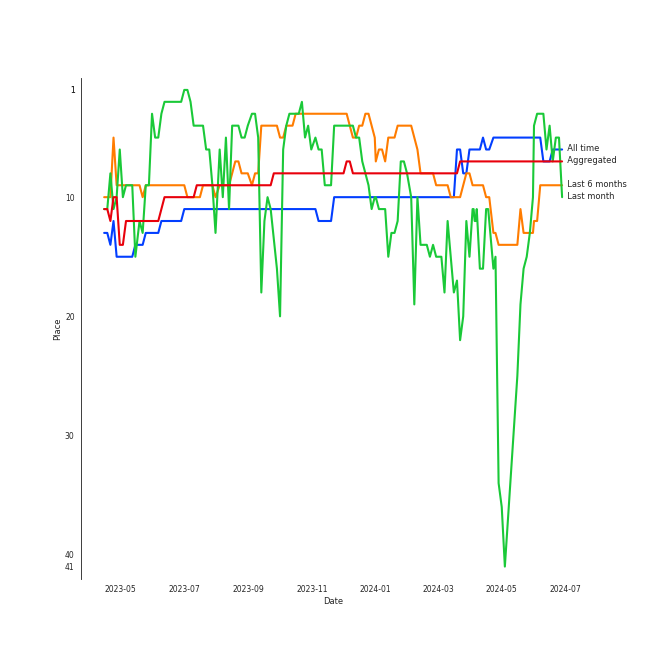 1
10
20
30
40
41
Place
2023-05
2023-07
2023-09
2023-11
2024-01
2024-03
2024-05
2024-07
Date
All time
Aggregated
Last 6 months
Last month